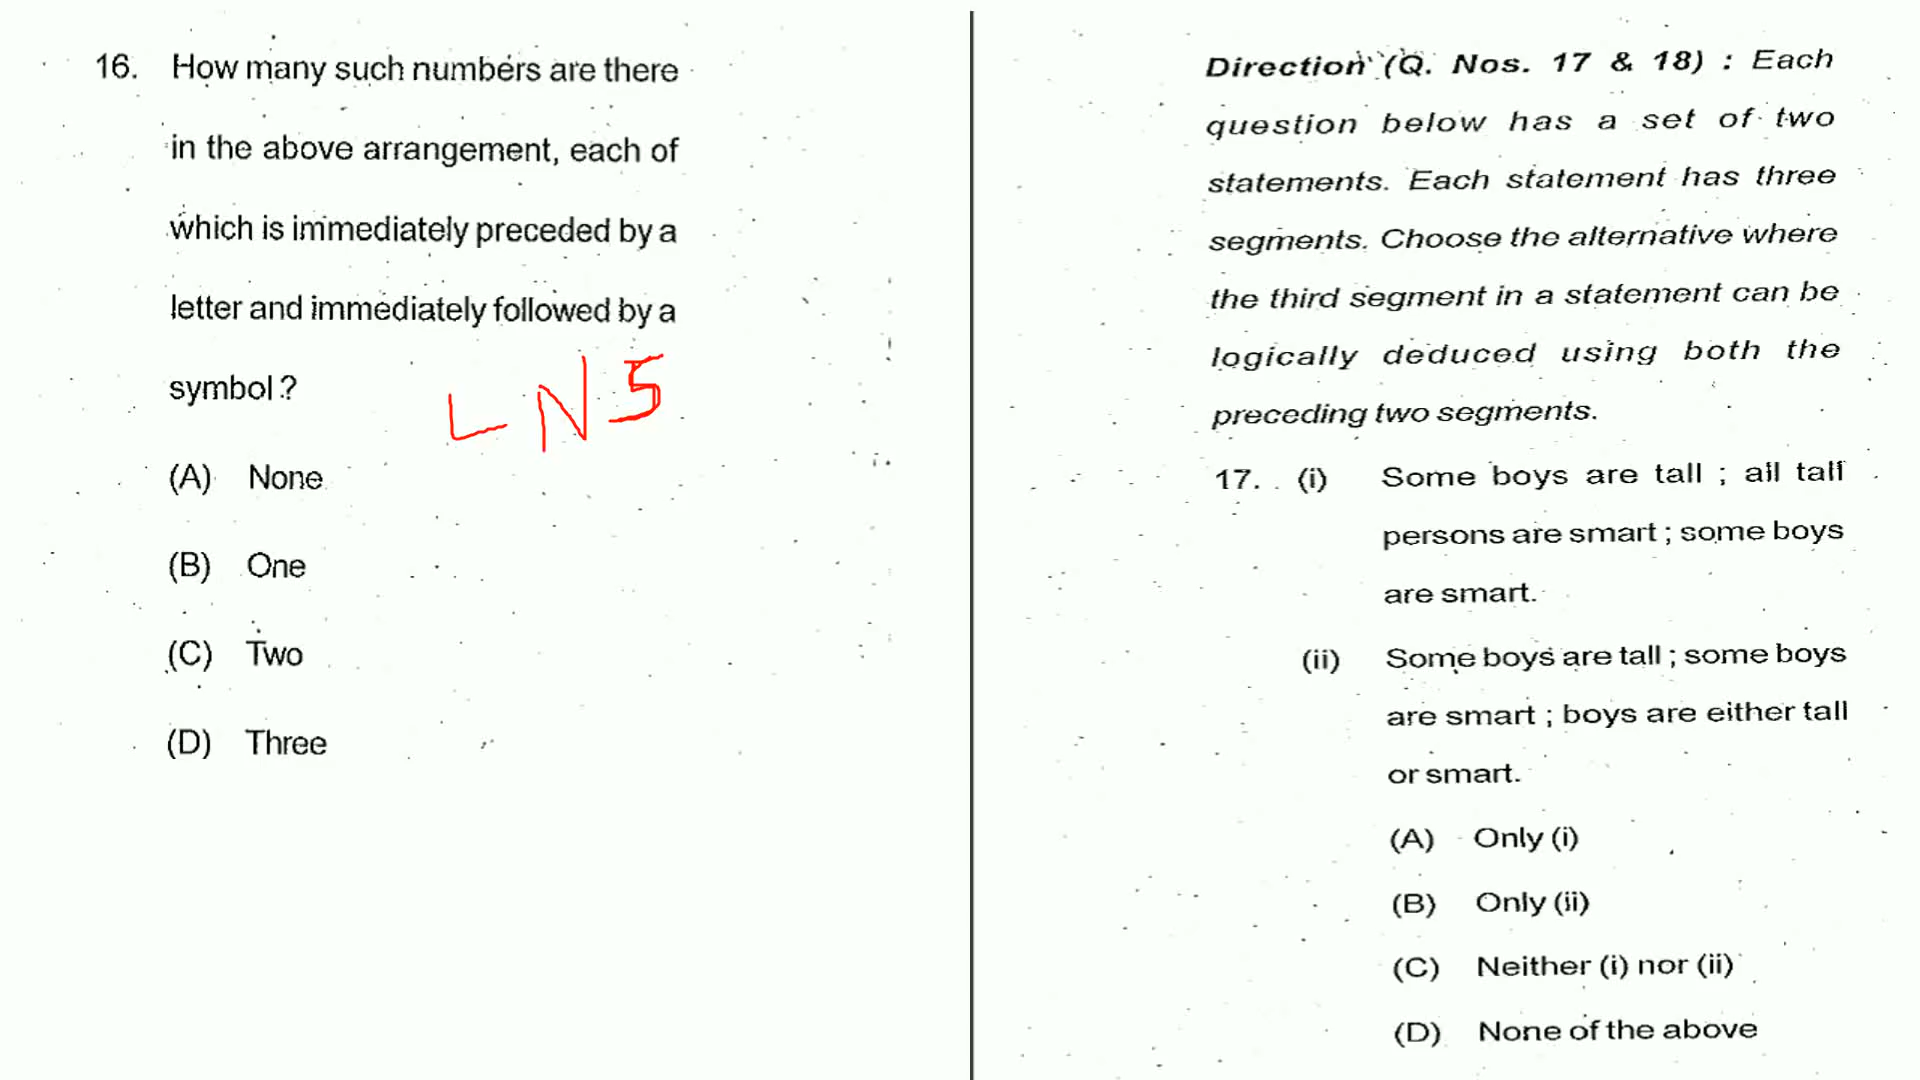 16. How many such numbers are there
in the above arrangement, each of
which is immediately preceded by a
letter and immediately followed by a
symbol ?
L N S
(A) None
(B) One
(C) Two
(D) Three
Direction (Q. Nos. 17 & 18) : Each
question below has a set of two
statements. Each statement has three
segments. Choose the alternative where
the third segment in a statement can be
logically deduced using both the
preceding two segments.
17. (i) Some boys are tall ; all tall
persons are smart ; some boys
are smart.
(ii) Some boys are tall ; some boys
are smart ; boys are either tall
or smart.
(A) Only (i)
(B) Only (ii)
(C) Neither (i) nor (ii)
(D) None of the above